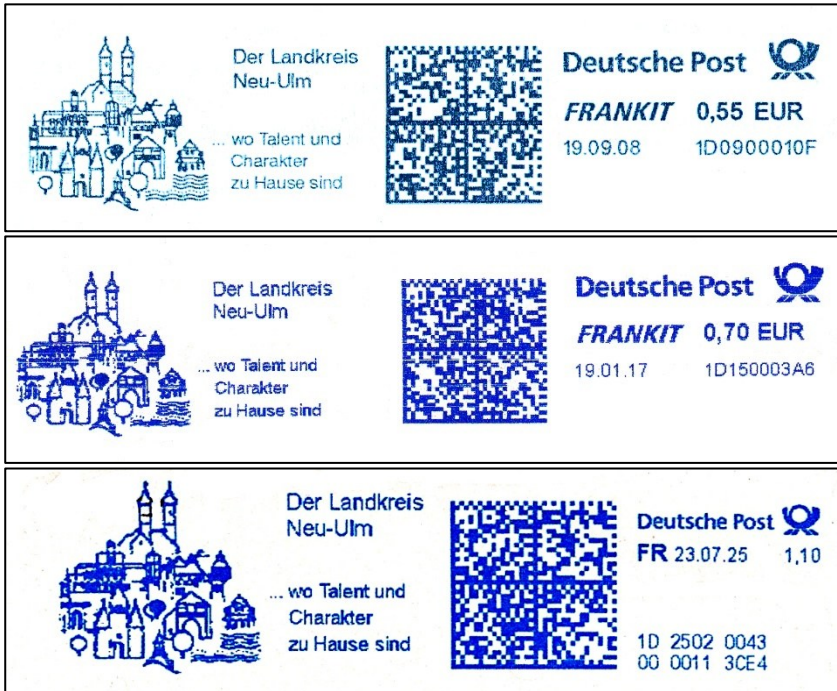 Der Landkreis
Neu-Ulm
... wo Talent und
Charakter
zu Hause sind
Deutsche Post
FRANKIT 0,55 EUR
19.09.08 1D0900010F
Der Landkreis
Neu-Ulm
... wo Talent und
Charakter
zu Hause sind
Deutsche Post
FRANKIT 0,70 EUR
19.01.17 1D150003A6
Der Landkreis
Neu-Ulm
... wo Talent und
Charakter
zu Hause sind
Deutsche Post
FR 23.07.25 1,10
1D 2502 0043
00 0011 3CE4